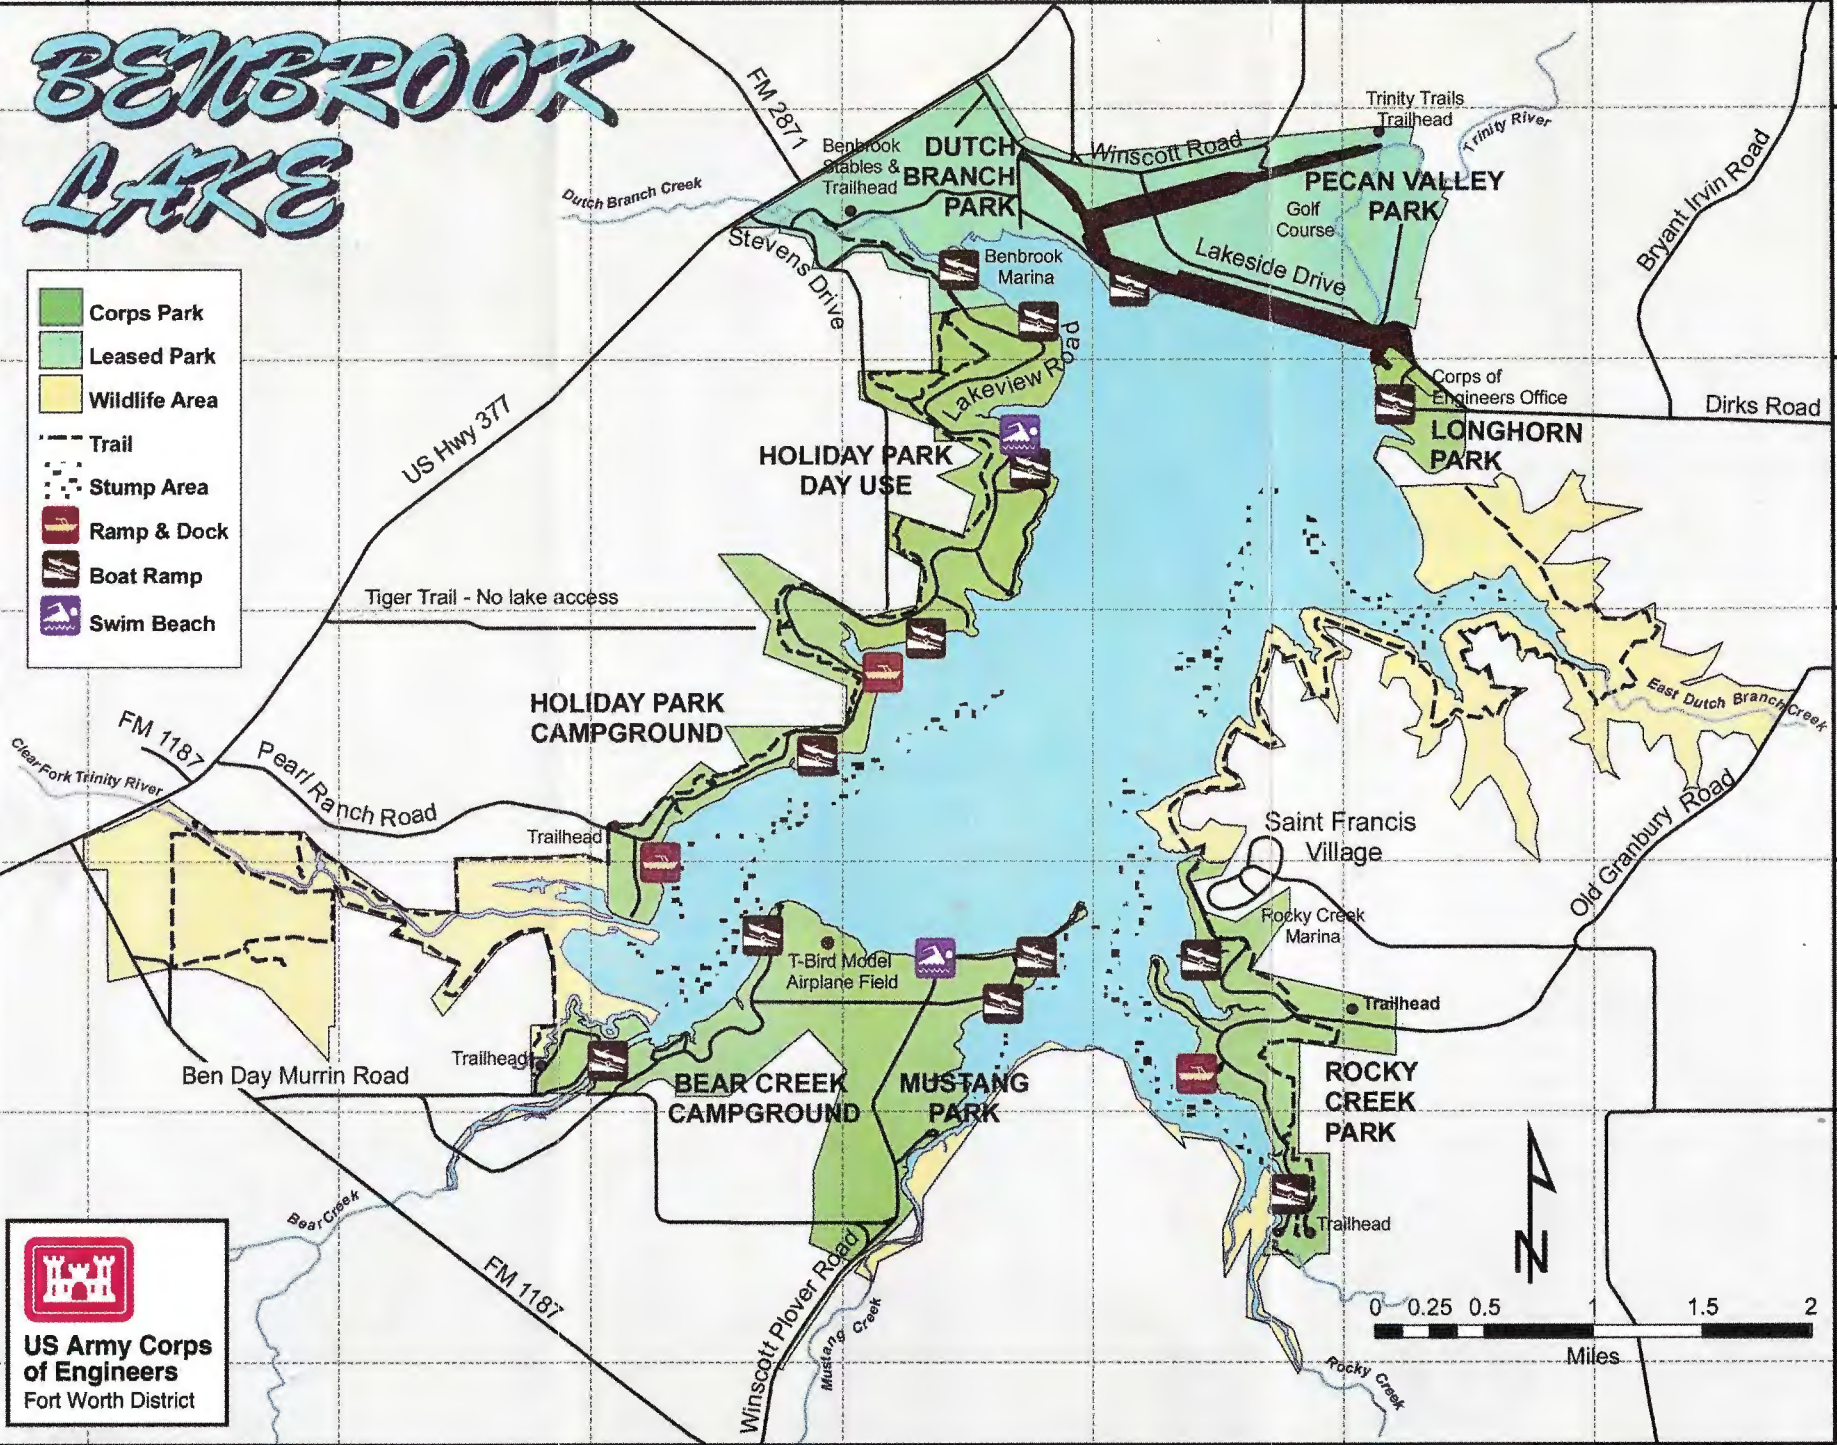 BENBROOK
LAKE
Corps Park
Leased Park
Wildlife Area
Trail
Stump Area
Ramp & Dock
Boat Ramp
Swim Beach
FM 2871
Dutch Branch Creek
Benbrook
Stables &
Trailhead
DUTCH
BRANCH
PARK
Winscott Road
Trinity Trails
Trailhead
Trinity River
PECAN VALLEY
PARK
Golf
Course
Lakeside Drive
Bryant Irvin Road
Stevens Drive
Benbrook
Marina
Lakeview Road
Corps of
Engineers Office
Dirks Road
LONGHORN
PARK
US Hwy 377
HOLIDAY PARK
DAY USE
Tiger Trail - No lake access
HOLIDAY PARK
CAMPGROUND
FM 1187
Clear Fork Trinity River
Pearl Ranch Road
Trailhead
East Dutch Branch Creek
Saint Francis
Village
Old Granbury Road
Rocky Creek
Marina
T-Bird Model
Airplane Field
Trailhead
Trailhead
Ben Day Murrin Road
BEAR CREEK
CAMPGROUND
MUSTANG
PARK
ROCKY
CREEK
PARK
Trailhead
Bear Creek
FM 1187
Winscott Plover Road
Mustang Creek
Rocky Creek
N
0 0.25 0.5 1 1.5 2
Miles
US Army Corps
of Engineers
Fort Worth District